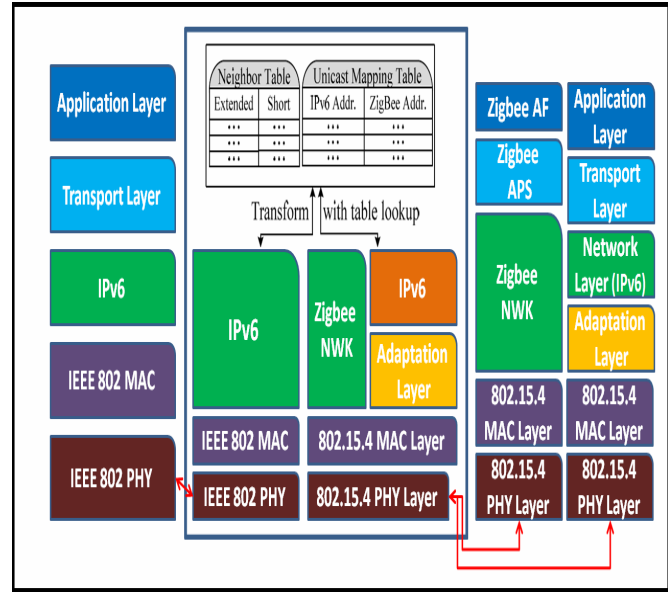 Application Layer
Transport Layer
IPv6
IEEE 802 MAC
IEEE 802 PHY
Neighbor Table
Unicast Mapping Table
Extended
Short
IPv6 Addr.
ZigBee Addr.
... ... ... ...
... ... ... ...
... ... ... ...
Transform
with table lookup
IPv6
Zigbee
NWK
IPv6
Adaptation
Layer
IEEE 802 MAC
802.15.4 MAC Layer
IEEE 802 PHY
802.15.4 PHY Layer
Zigbee AF
Zigbee
APS
Zigbee
NWK
802.15.4
MAC Layer
802.15.4
PHY Layer
Application
Layer
Transport
Layer
Network
Layer (IPv6)
Adaptation
Layer
802.15.4
MAC Layer
802.15.4
PHY Layer